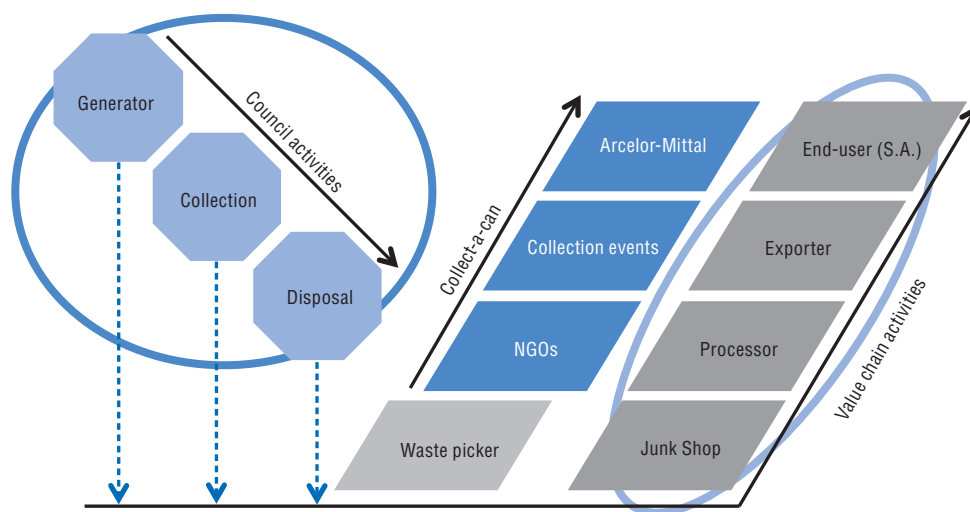 Generator
Council activities
Collection
Disposal
Collect-a-can
Arcelor-Mittal
Collection events
NGOs
Waste picker
End-user (S.A.)
Exporter
Processor
Junk Shop
Value chain activities